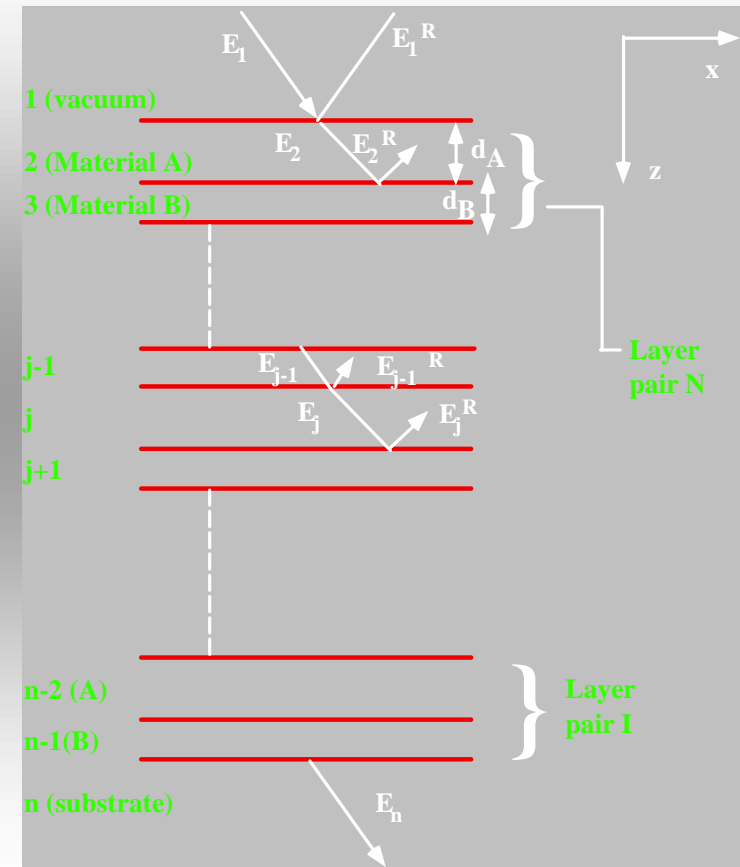 E1
E1R
x
1 (vacuum)
E2
E2R
dA
2 (Material A)
z
3 (Material B)
dB
Layer
pair N
j-1
Ej-1
Ej-1R
j
Ej
EjR
j+1
n-2 (A)
Layer
pair I
n-1(B)
n (substrate)
En